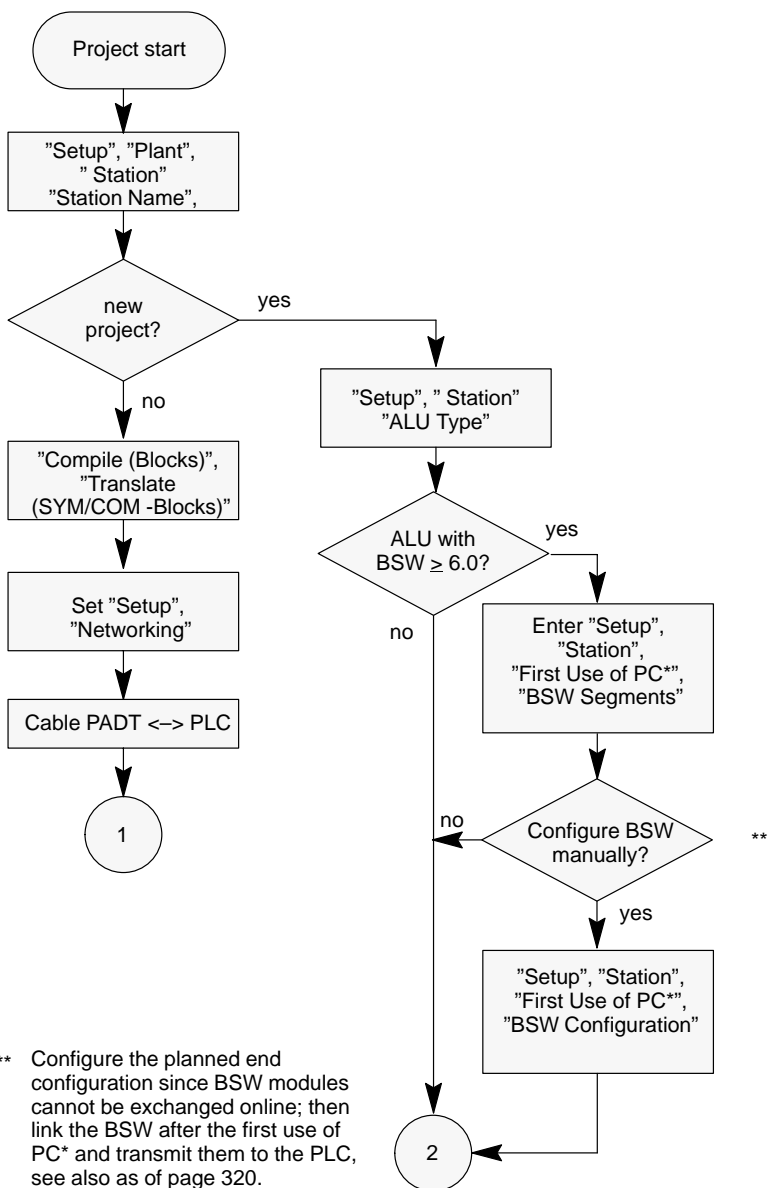 Project start
”Setup”, ”Plant”,
” Station”
”Station Name”,
new
project?
yes
no
”Setup”, ” Station”
”ALU Type”
”Compile (Blocks)”,
”Translate
(SYM/COM -Blocks)”
ALU with
BSW ≥ 6.0?
yes
no
Set ”Setup”,
”Networking”
Enter ”Setup”,
”Station”,
”First Use of PC*”,
”BSW Segments”
Cable PADT <–> PLC
1
no
Configure BSW
manually?
**
yes
”Setup”, ”Station”,
”First Use of PC*”,
”BSW Configuration”
** Configure the planned end
configuration since BSW modules
cannot be exchanged online; then
link the BSW after the first use of
PC* and transmit them to the PLC,
see also as of page 320.
2